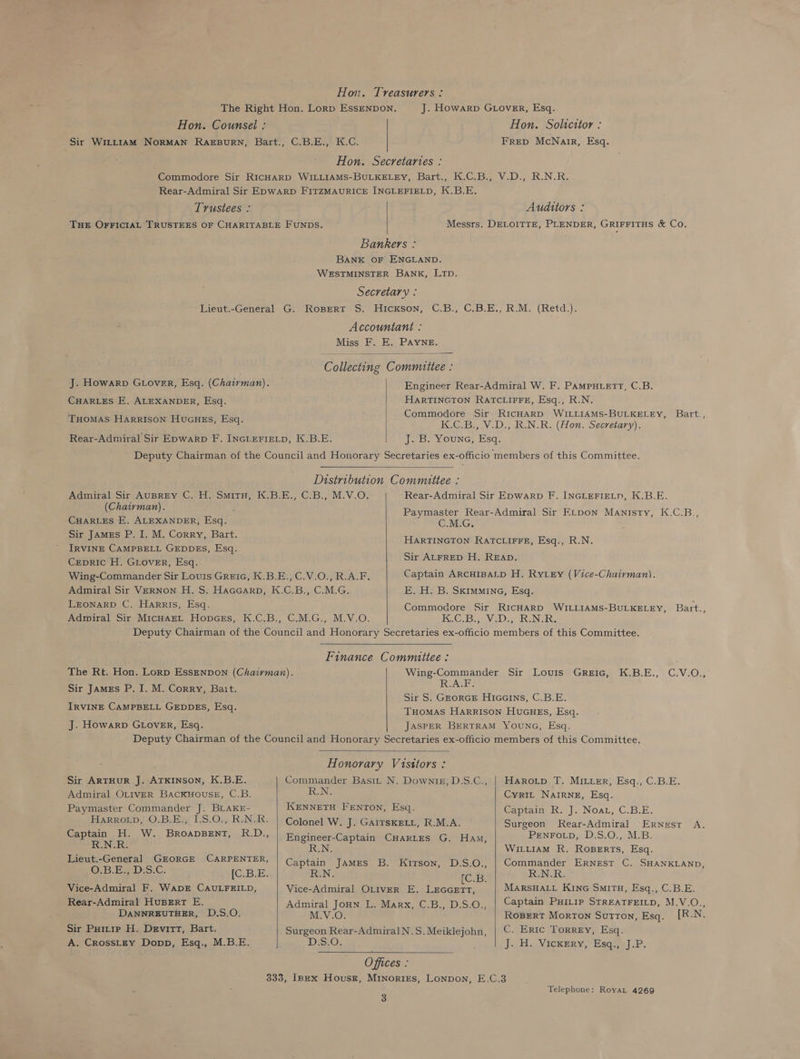 Hon. Treasurers :
The Right Hon. Lord Essendon. J. Howard Glover, Esq.
Hon. Counsel :
Sir William Norman Raeburn, Bart., C.B.E., K.C.
Hon. Solicitor :
Fred McNair, Esq.
Hon. Secretaries :
Commodore Sir Richard Williams-Bulkeley, Bart., K.C.B., V.D., R.N.R.
Rear-Admiral Sir Edward Fitzmaurice Inglefield, K.B.E.
Trustees :
The Official Trustees of Charitable Funds.
Auditors :
Messrs. Deloitte, Plender, Griffiths & Co.
Bankers :
Bank of England.
Westminster Bank, Ltd.
Secretary :
Lieut.-General G. Robert S. Hickson, C.B., C.B.E., R.M. (Retd.).
Accountant :
Miss F. E. Payne.
Collecting Committee :
J. Howard Glover, Esq. (Chairman).
Charles E. Alexander, Esq.
Thomas Harrison Hughes, Esq.
Rear-Admiral Sir Edward F. Inglefield, K.B.E.
Engineer Rear-Admiral W. F. Pamphlett, C.B.
Hartington Ratcliffe, Esq., R.N.
Commodore Sir Richard Williams-Bulkeley, Bart.,
K.C.B., V.D., R.N.R. (Hon. Secretary).
J. B. Young, Esq.
Deputy Chairman of the Council and Honorary Secretaries ex-officio members of this Committee.
Distribution Committee :
Admiral Sir Aubrey C. H. Smith, K.B.E., C.B., M.V.O.
(Chairman).
Charles E. Alexander, Esq.
Sir James P. I. M. Corry, Bart.
Irvine Campbell Geddes, Esq.
Cedric H. Glover, Esq.
Wing-Commander Sir Louis Greig, K.B.E., C.V.O., R.A.F.
Admiral Sir Vernon H. S. Haggard, K.C.B., C.M.G.
Leonard C. Harris, Esq.
Admiral Sir Michael Hodges, K.C.B., C.M.G., M.V.O.
Rear-Admiral Sir Edward F. Inglefield, K.B.E.
Paymaster Rear-Admiral Sir Eldon Manisty, K.C.B.,
C.M.G.
Hartington Ratcliffe, Esq., R.N.
Sir Alfred H. Read.
Captain Archibald H. Ryley (Vice-Chairman).
E. H. B. Skimming, Esq.
Commodore Sir Richard Williams-Bulkeley, Bart.,
K.C.B., V.D., R.N.R.
Deputy Chairman of the Council and Honorary Secretaries ex-officio members of this Committee.
Finance Committee :
The Rt. Hon. Lord Essendon (Chairman).
Sir James P. I. M. Corry, Bart.
Irvine Campbell Geddes, Esq.
J. Howard Glover, Esq.
Wing-Commander Sir Louis Greig, K.B.E., C.V.O.,
R.A.F.
Sir S. George Higgins, C.B.E.
Thomas Harrison Hughes, Esq.
Jasper Bertram Young, Esq.
Deputy Chairman of the Council and Honorary Secretaries ex-officio members of this Committee.
Honorary Visitors :
Sir Arthur J. Atkinson, K.B.E.
Admiral Oliver Backhouse, C.B.
Paymaster Commander J. Blake-
Harrold, O.B.E., I.S.O., R.N.R.
Captain H. W. Broadbent, R.D.,
R.N.R.
Lieut.-General George Carpenter,
O.B.E., D.S.C. [C.B.E.
Vice-Admiral F. Wade Caulfeild,
Rear-Admiral Hubert E.
Dannreuther, D.S.O.
Sir Philip H. Devitt, Bart.
A. Crossley Dodd, Esq., M.B.E.
Commander Basil N. Downie, D.S.C.,
R.N.
Kenneth Fenton, Esq.
Colonel W. J. Gaitskell, R.M.A.
Engineer-Captain Charles G. Ham,
R.N.
Captain James B. Kitson, D.S.O.,
R.N. [C.B.
Vice-Admiral Oliver E. Leggett,
Admiral John L. Marx, C.B., D.S.O.,
M.V.O.
Surgeon Rear-Admiral N. S. Meiklejohn,
D.S.O.
Harold T. Miller, Esq., C.B.E.
Cyril Nairne, Esq.
Captain R. J. Noal, C.B.E.
Surgeon Rear-Admiral Ernest A.
Penfold, D.S.O., M.B.
William R. Roberts, Esq.
Commander Ernest C. Shankland,
R.N.R.
Marshall King Smith, Esq., C.B.E.
Captain Philip Streatfeild, M.V.O.,
Robert Morton Sutton, Esq. [R.N.
C. Eric Torrey, Esq.
J. H. Vickery, Esq., J.P.
Offices :
333, Ibex House, Minories, London, E.C.3
Telephone: Royal 4269
3